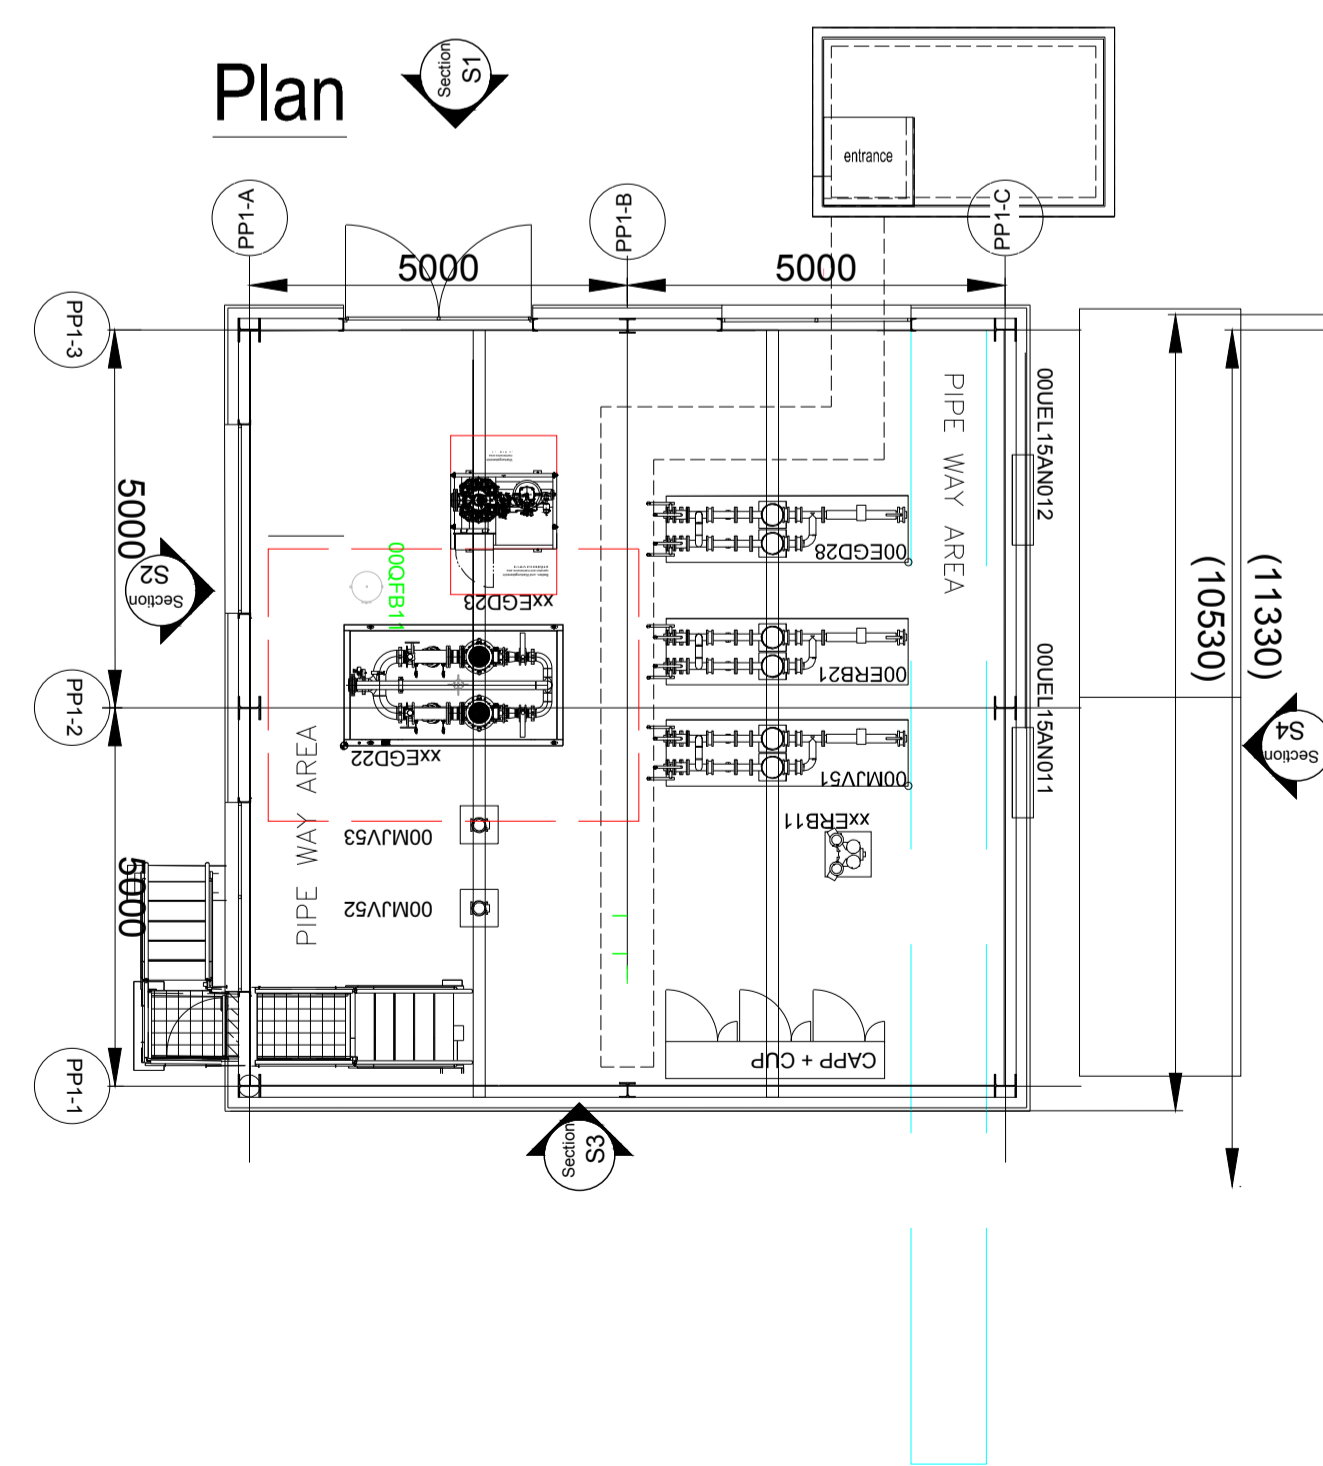 Plan
Section
S1
entrance
PP1-A
PP1-B
PP1-C
5000
5000
PP1-3
PIPE WAY AREA
00UEL15AN012
5000
00QFB11
xxEGD23
00EGD28
Section
S2
(10530)
(11330)
00ERB21
00UEL15AN011
PP1-2
xxEGD22
00MJV51
Section
S4
PIPE WAY AREA
00MJV53
xxERB11
5000
00MJV52
CAPP + CUP
PP1-1
Section
S3